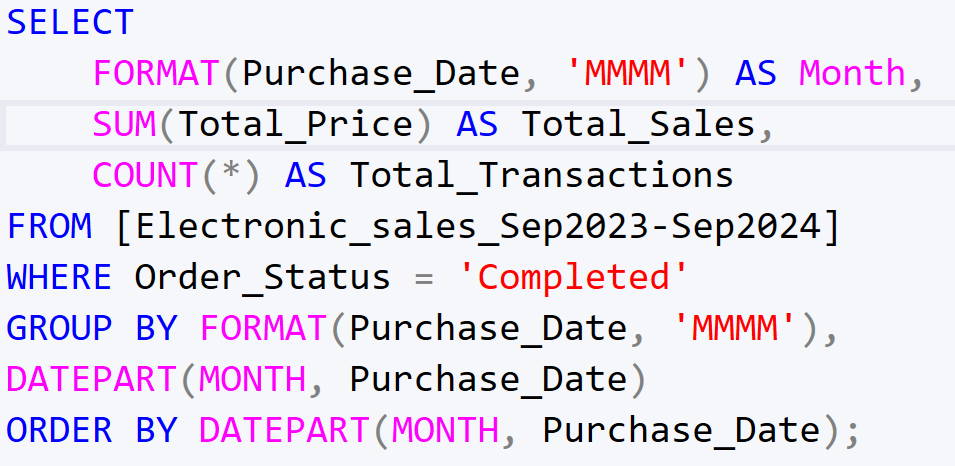 SELECT
    FORMAT(Purchase_Date, 'MMMM') AS Month,
    SUM(Total_Price) AS Total_Sales,
    COUNT(*) AS Total_Transactions
FROM [Electronic_sales_Sep2023-Sep2024]
WHERE Order_Status = 'Completed'
GROUP BY FORMAT(Purchase_Date, 'MMMM'),
DATEPART(MONTH, Purchase_Date)
ORDER BY DATEPART(MONTH, Purchase_Date);